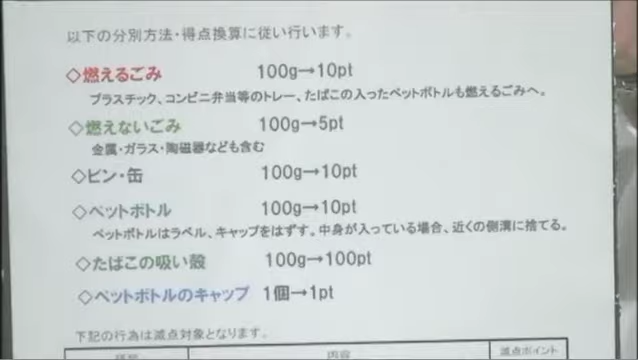 以下の分別方法・得点換算に従い行います。
◇燃えるごみ 100g→10pt
プラスチック、コンビニ弁当等のトレー、たばこの入ったペットボトルも燃えるごみへ。
◇燃えないごみ 100g→5pt
金属・ガラス・陶磁器なども含む
◇ビン・缶 100g→10pt
◇ペットボトル 100g→10pt
ペットボトルはラベル、キャップをはずす。中身が入っている場合、近くの側溝に捨てる。
◇たばこの吸い殻 100g→100pt
◇ペットボトルのキャップ 1個→1pt
下記の行為は減点対象となります。
内容 減点ポイント